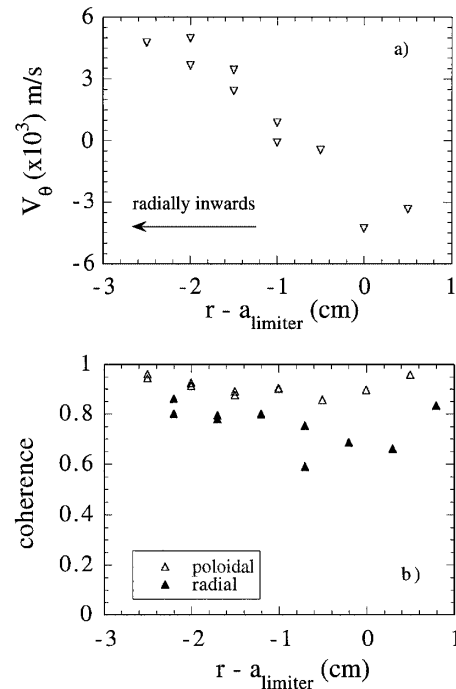 6
3
0
-3
-6
V_θ (x10^3) m/s
a)
radially inwards
-3 -2 -1 0 1
r - a_limiter (cm)
1
0.8
0.6
0.4
0.2
0
coherence
poloidal
radial
b)
-3 -2 -1 0 1
r - a_limiter (cm)